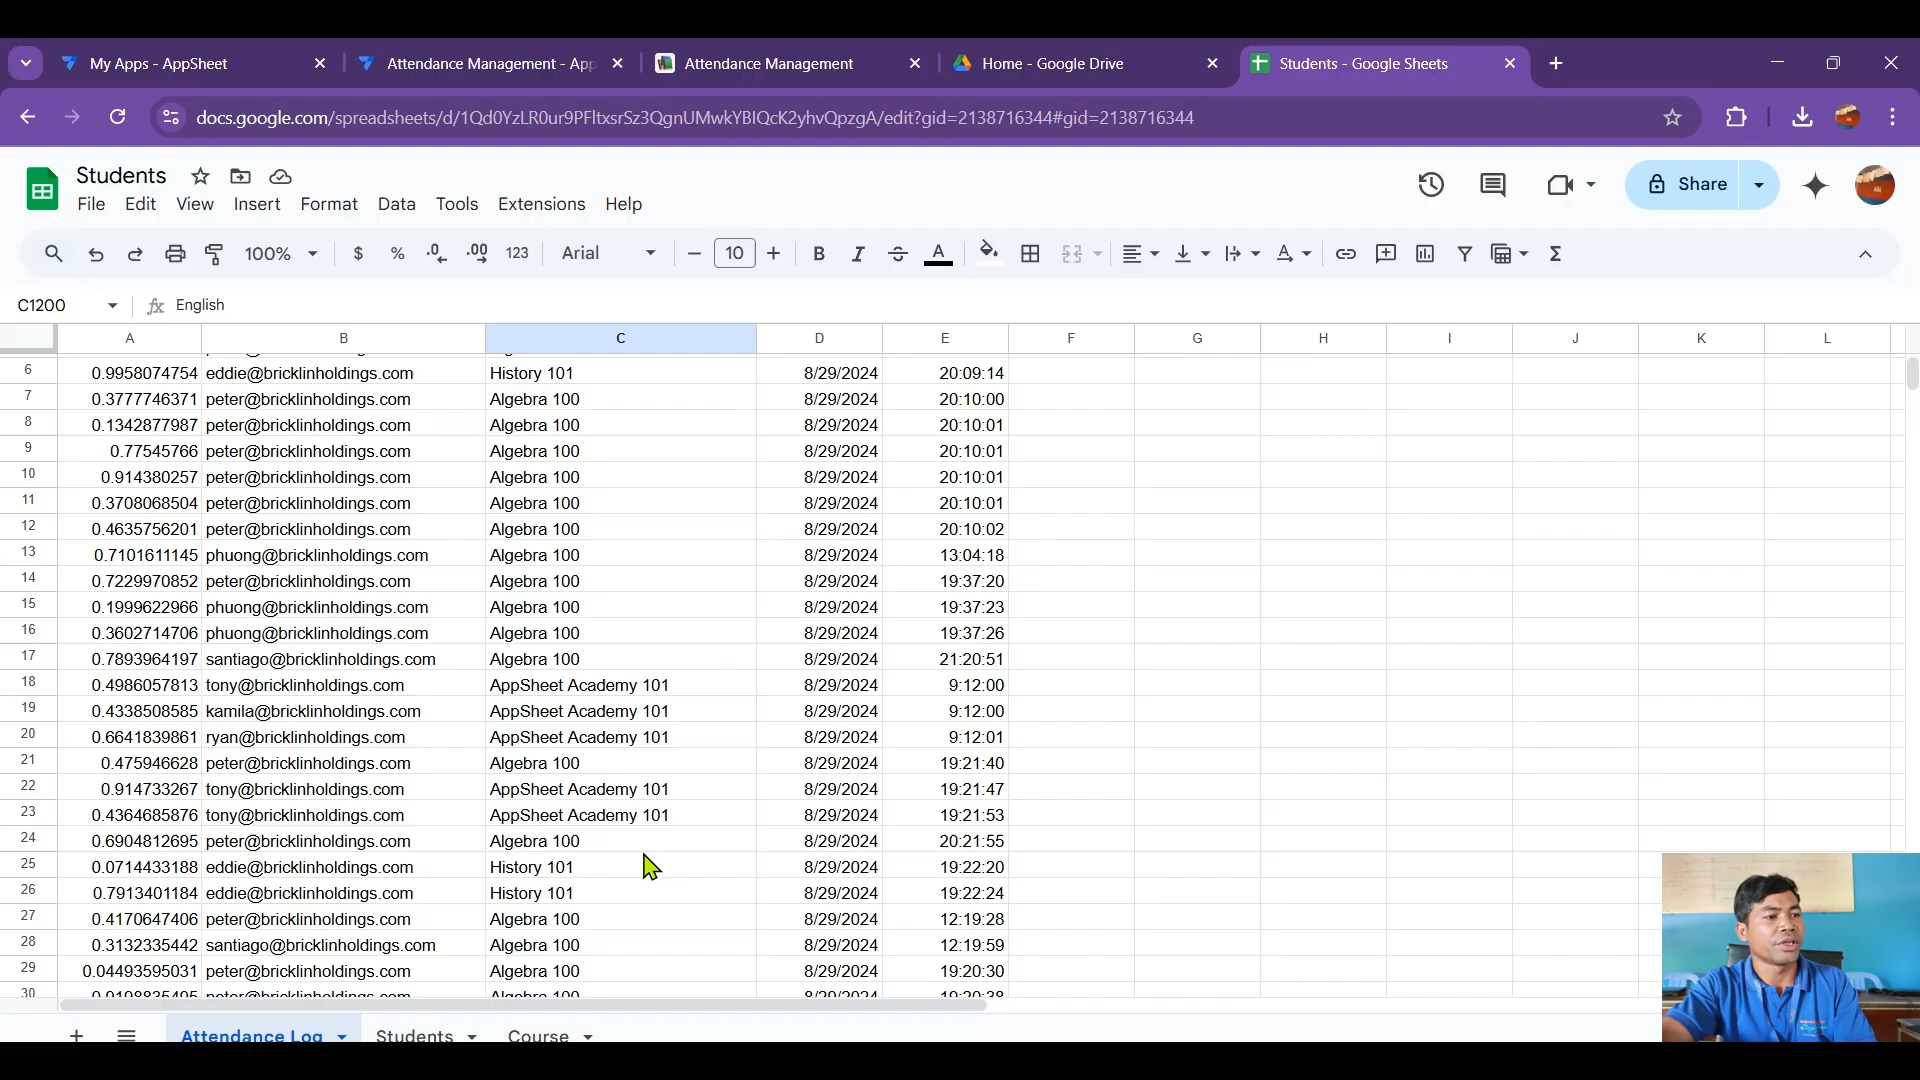 My Apps - AppSheet
Attendance Management - App
Attendance Management
Home - Google Drive
Students - Google Sheets
docs.google.com/spreadsheets/d/1Qd0YzLR0ur9PFltxsrSz3QgnUMwkYBIQcK2yhvQpzgA/edit?gid=2138716344#gid=2138716344
Students
Share
File Edit View Insert Format Data Tools Extensions Help
100% $ % .0 .00 123 Arial 10 B I A
C1200 fx English
A B C D E F G H I J K L
6 0.9958074754 eddie@bricklinholdings.com History 101 8/29/2024 20:09:14
7 0.3777746371 peter@bricklinholdings.com Algebra 100 8/29/2024 20:10:00
8 0.1342877987 peter@bricklinholdings.com Algebra 100 8/29/2024 20:10:01
9 0.77545766 peter@bricklinholdings.com Algebra 100 8/29/2024 20:10:01
10 0.914380257 peter@bricklinholdings.com Algebra 100 8/29/2024 20:10:01
11 0.3708068504 peter@bricklinholdings.com Algebra 100 8/29/2024 20:10:01
12 0.4635756201 peter@bricklinholdings.com Algebra 100 8/29/2024 20:10:02
13 0.7101611145 phuong@bricklinholdings.com Algebra 100 8/29/2024 13:04:18
14 0.7229970852 peter@bricklinholdings.com Algebra 100 8/29/2024 19:37:20
15 0.1999622966 phuong@bricklinholdings.com Algebra 100 8/29/2024 19:37:23
16 0.3602714706 phuong@bricklinholdings.com Algebra 100 8/29/2024 19:37:26
17 0.7893964197 santiago@bricklinholdings.com Algebra 100 8/29/2024 21:20:51
18 0.4986057813 tony@bricklinholdings.com AppSheet Academy 101 8/29/2024 9:12:00
19 0.4338508585 kamila@bricklinholdings.com AppSheet Academy 101 8/29/2024 9:12:00
20 0.6641839861 ryan@bricklinholdings.com AppSheet Academy 101 8/29/2024 9:12:01
21 0.475946628 peter@bricklinholdings.com Algebra 100 8/29/2024 19:21:40
22 0.914733267 tony@bricklinholdings.com AppSheet Academy 101 8/29/2024 19:21:47
23 0.4364685876 tony@bricklinholdings.com AppSheet Academy 101 8/29/2024 19:21:53
24 0.6904812695 peter@bricklinholdings.com Algebra 100 8/29/2024 20:21:55
25 0.0714433188 eddie@bricklinholdings.com History 101 8/29/2024 19:22:20
26 0.7913401184 eddie@bricklinholdings.com History 101 8/29/2024 19:22:24
27 0.4170647406 peter@bricklinholdings.com Algebra 100 8/29/2024 12:19:28
28 0.3132335442 santiago@bricklinholdings.com Algebra 100 8/29/2024 12:19:59
29 0.04493595031 peter@bricklinholdings.com Algebra 100 8/29/2024 19:20:30
30 0.9198835495 peter@bricklinholdings.com Algebra 100 8/29/2024 19:20:38
Attendance Log Students Course